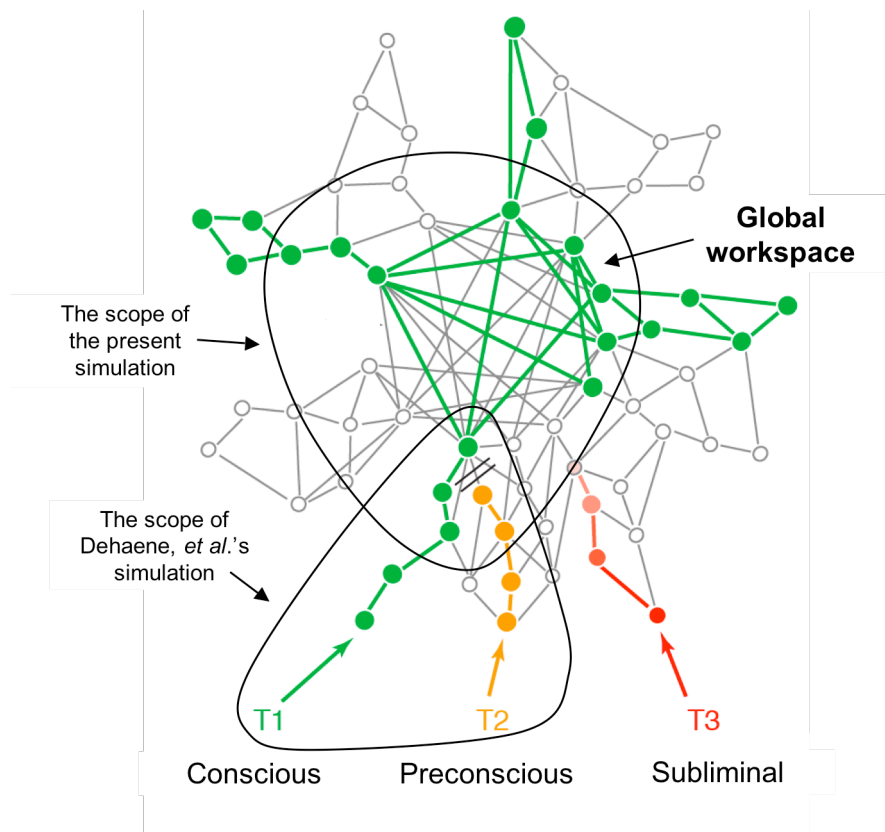 Global
workspace
The scope of
the present
simulation
The scope of
Dehaene, et al.'s
simulation
T1
T2
T3
Conscious
Preconscious
Subliminal